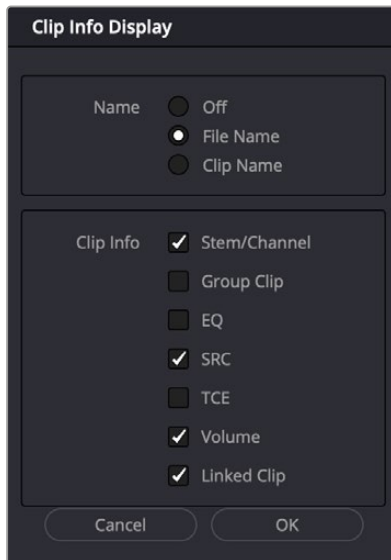 Clip Info Display
Name Off
File Name
Clip Name
Clip Info Stem/Channel
Group Clip
EQ
SRC
TCE
Volume
Linked Clip
Cancel OK